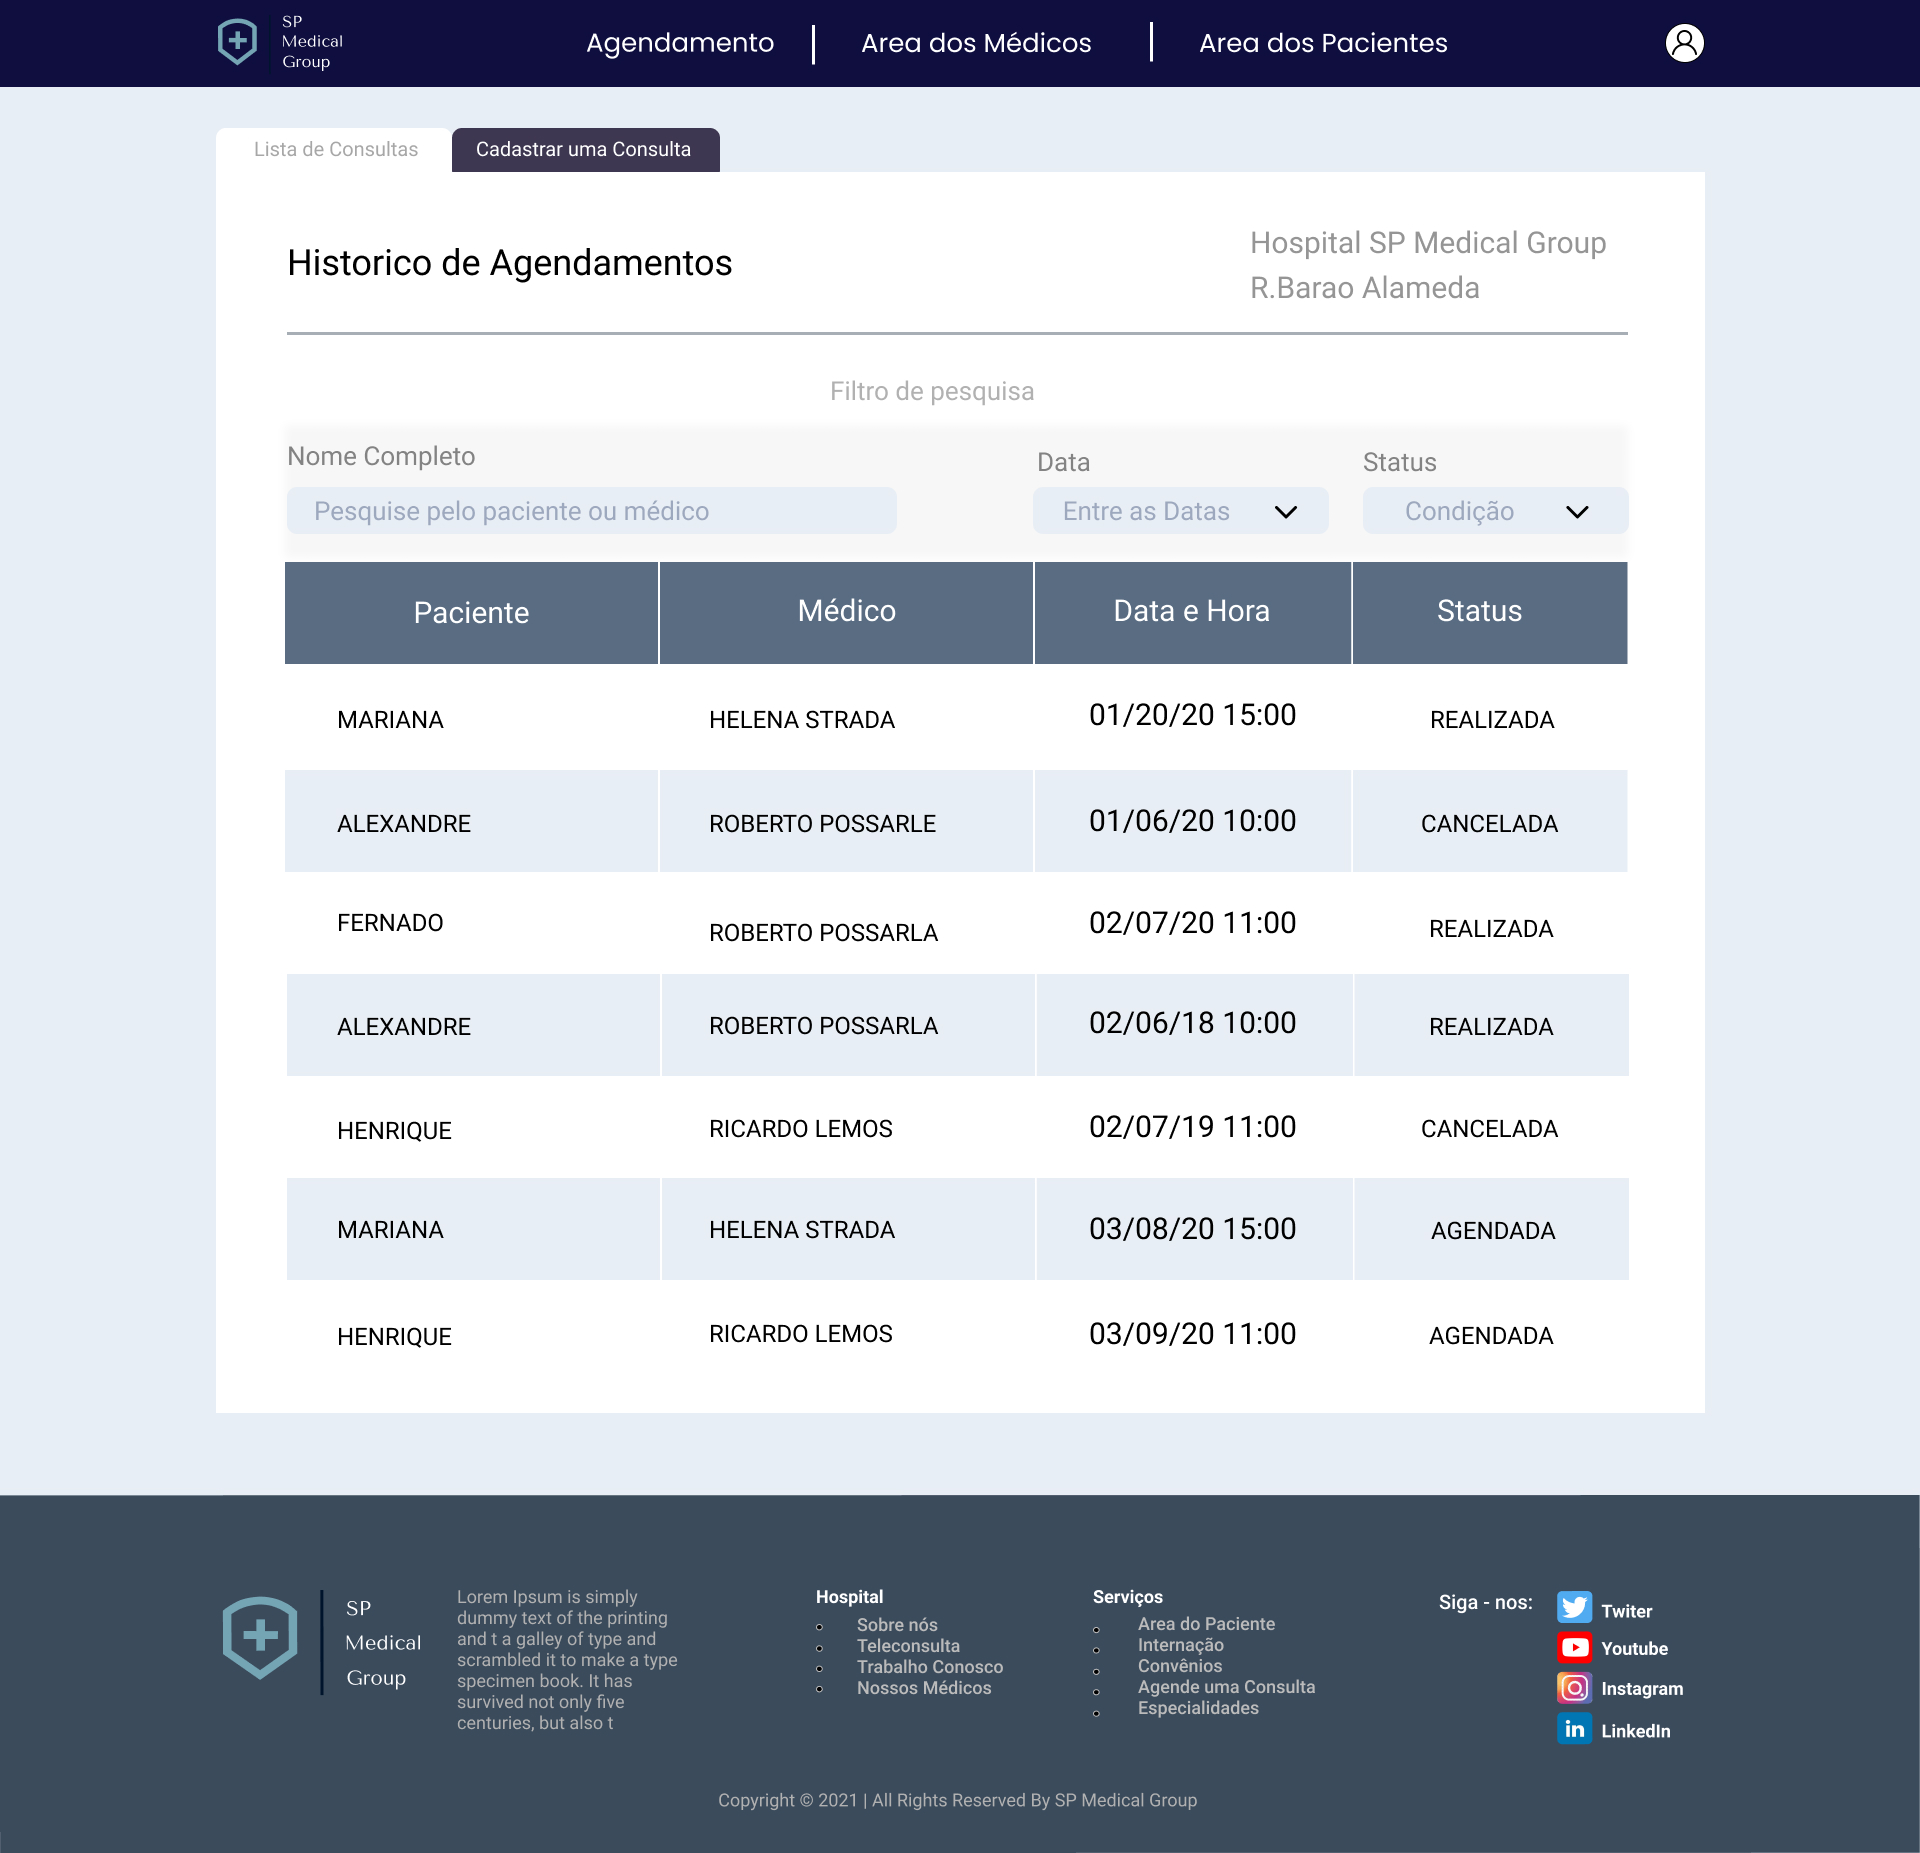 SP
Medical
Group
Agendamento
Area dos Médicos
Area dos Pacientes
Lista de Consultas
Cadastrar uma Consulta
Historico de Agendamentos
Hospital SP Medical Group
R.Barao Alameda
Filtro de pesquisa
Nome Completo
Data
Status
Pesquise pelo paciente ou médico
Entre as Datas
Condição
Paciente
Médico
Data e Hora
Status
MARIANA
HELENA STRADA
01/20/20 15:00
REALIZADA
ALEXANDRE
ROBERTO POSSARLE
01/06/20 10:00
CANCELADA
FERNADO
ROBERTO POSSARLA
02/07/20 11:00
REALIZADA
ALEXANDRE
ROBERTO POSSARLA
02/06/18 10:00
REALIZADA
HENRIQUE
RICARDO LEMOS
02/07/19 11:00
CANCELADA
MARIANA
HELENA STRADA
03/08/20 15:00
AGENDADA
HENRIQUE
RICARDO LEMOS
03/09/20 11:00
AGENDADA
SP
Medical
Group
Lorem Ipsum is simply
dummy text of the printing
and t a galley of type and
scrambled it to make a type
specimen book. It has
survived not only five
centuries, but also t
Hospital
Sobre nós
Teleconsulta
Trabalho Conosco
Nossos Médicos
Serviços
Area do Paciente
Internação
Convênios
Agende uma Consulta
Especialidades
Siga - nos:
Twiter
Youtube
Instagram
in LinkedIn
Copyright © 2021 | All Rights Reserved By SP Medical Group